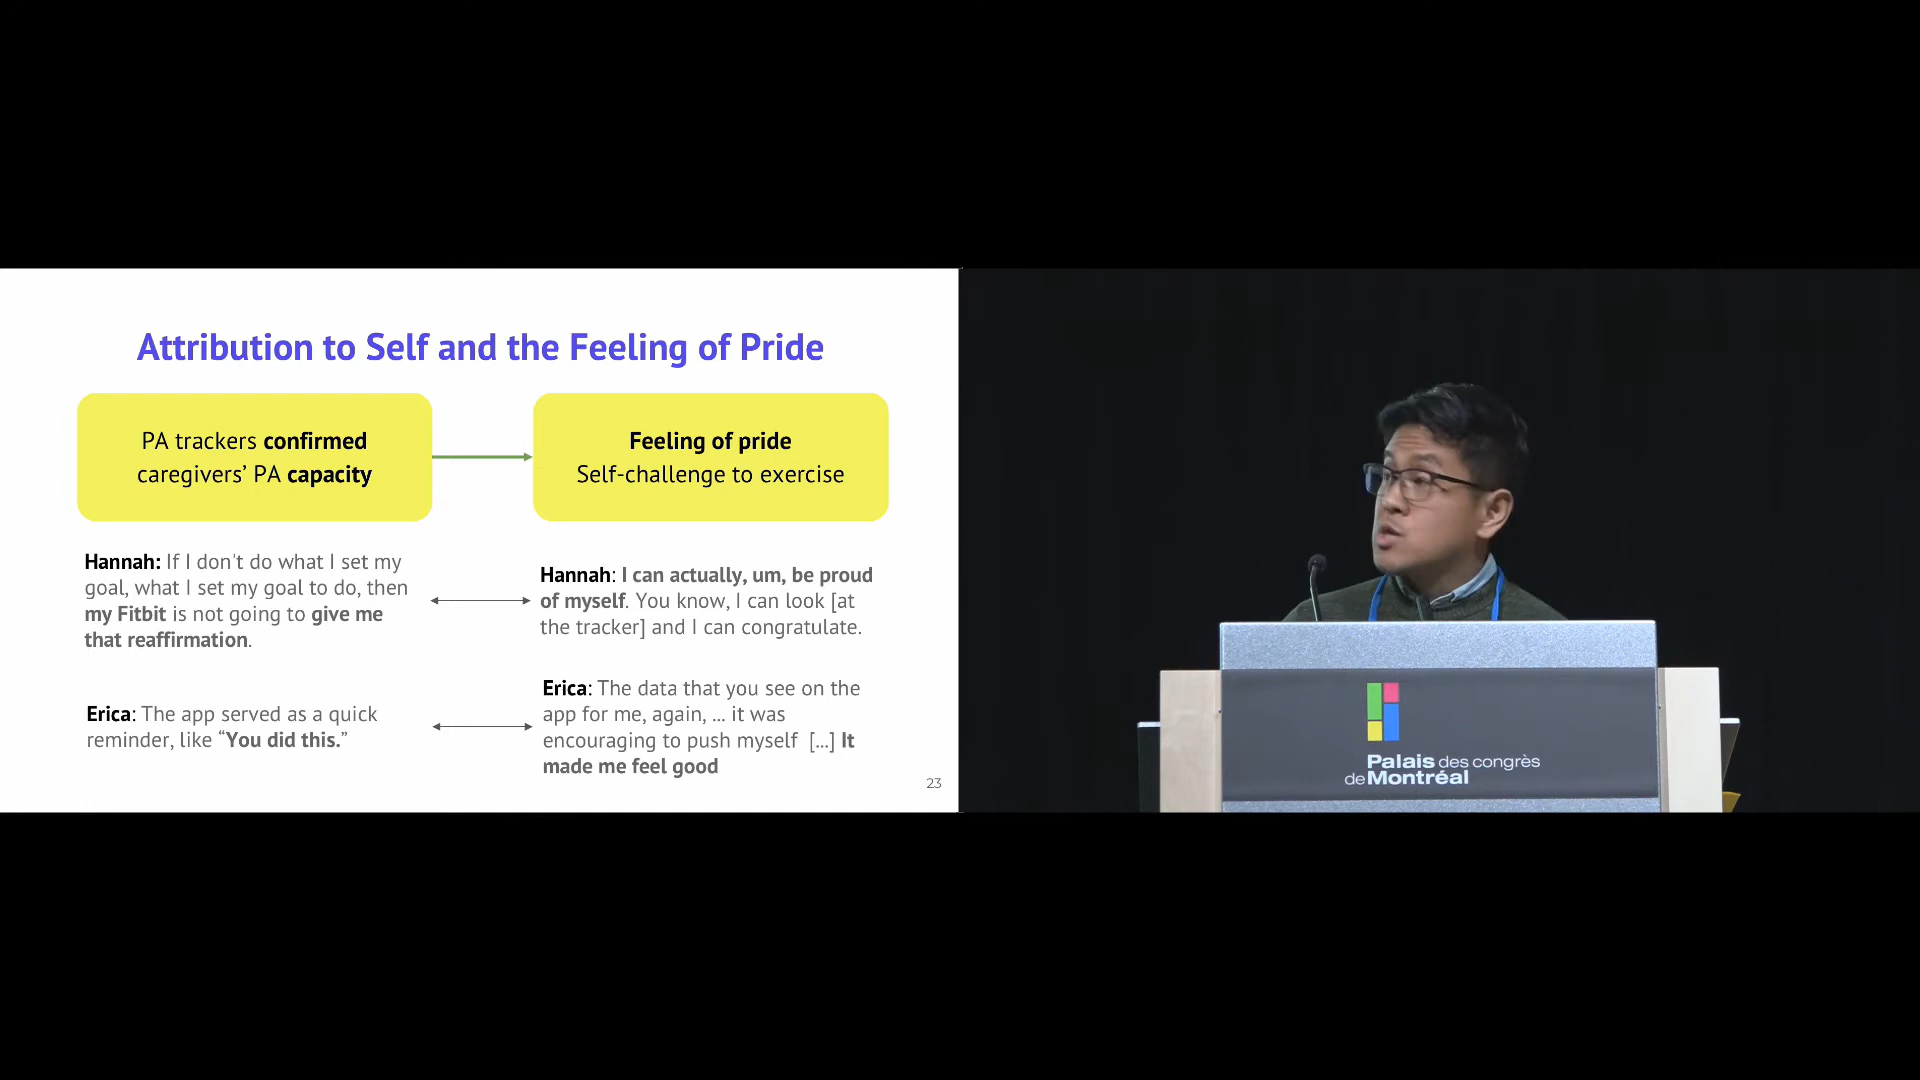 Attribution to Self and the Feeling of Pride
PA trackers confirmed
caregivers’ PA capacity
Feeling of pride
Self-challenge to exercise
Hannah: If I don't do what I set my
goal, what I set my goal to do, then
my Fitbit is not going to give me
that reaffirmation.
Hannah: I can actually, um, be proud
of myself. You know, I can look [at
the tracker] and I can congratulate.
Erica: The app served as a quick
reminder, like “You did this.”
Erica: The data that you see on the
app for me, again, ... it was
encouraging to push myself [...] It
made me feel good
23
Palais des congrès
de Montréal